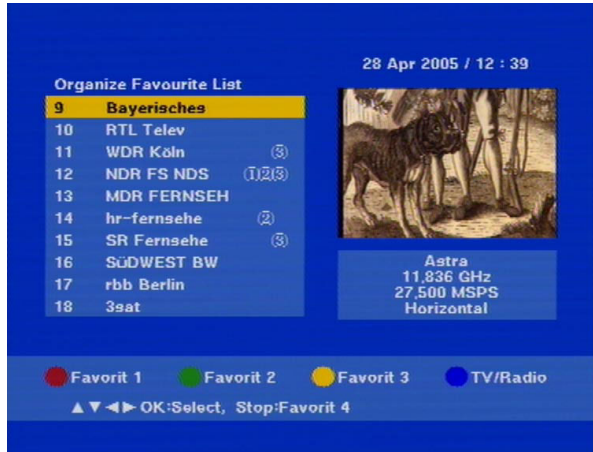 28 Apr 2005 / 12 : 39
Organize Favourite List
9 Bayerisches
10 RTL Telev
11 WDR Köln ③
12 NDR FS NDS ①②③
13 MDR FERNSEH
14 hr-fernsehe ②
15 SR Fernsehe ③
16 SÜDWEST BW
17 rbb Berlin
18 3sat
Astra
11,836 GHz
27,500 MSPS
Horizontal
Favorit 1 Favorit 2 Favorit 3 TV/Radio
▲▼◄► OK:Select, Stop:Favorit 4